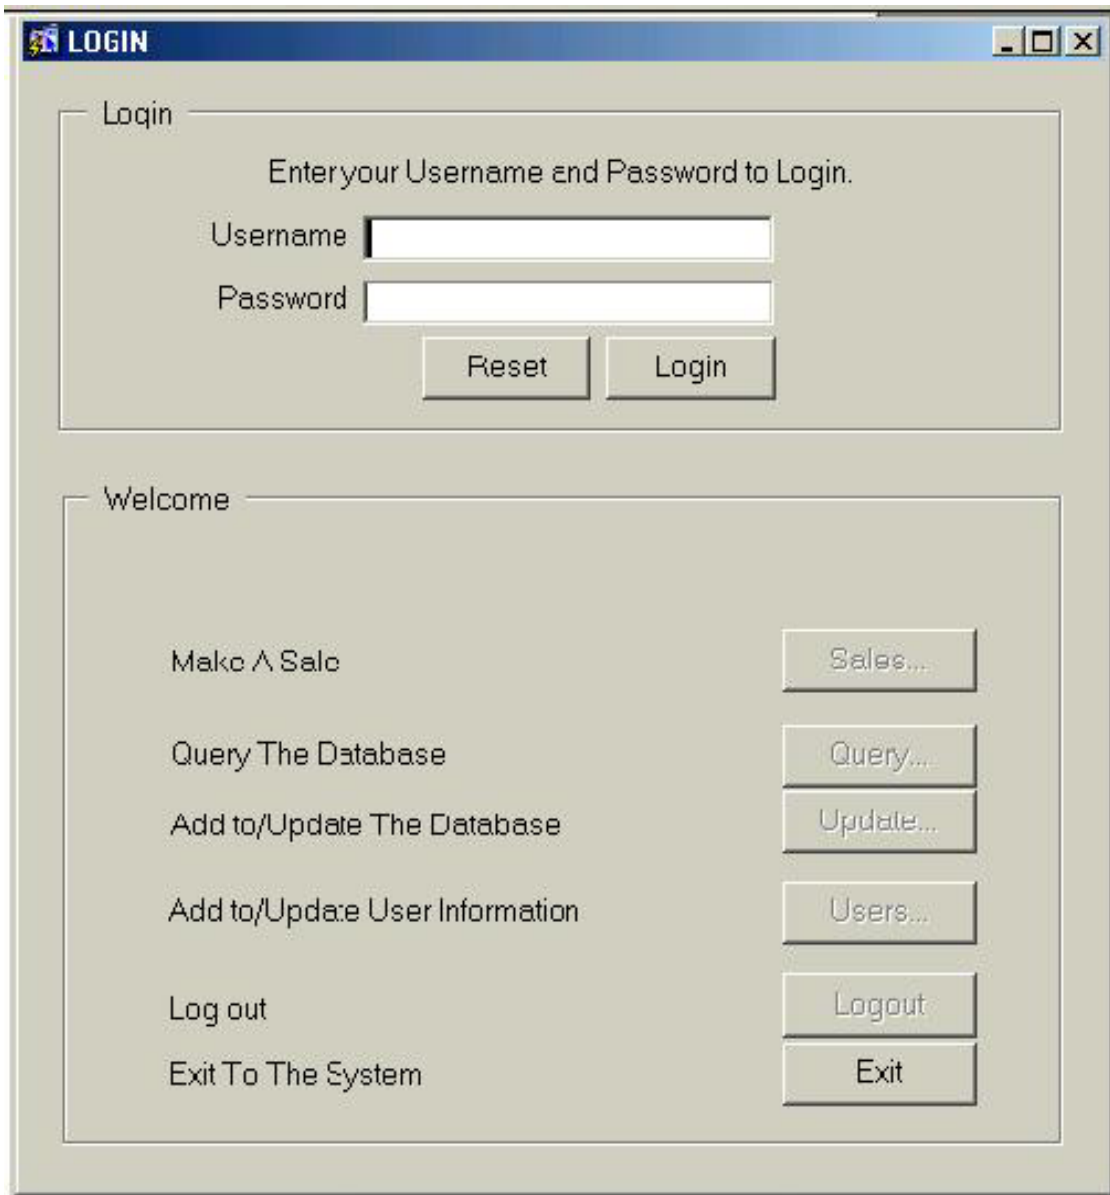 LOGIN
Login
Enter your Username and Password to Login.
Username
Password
Reset Login
Welcome
Make A Sale Sales...
Query The Database Query...
Add to/Update The Database Update...
Add to/Update User Information Users...
Log out Logout
Exit To The System Exit